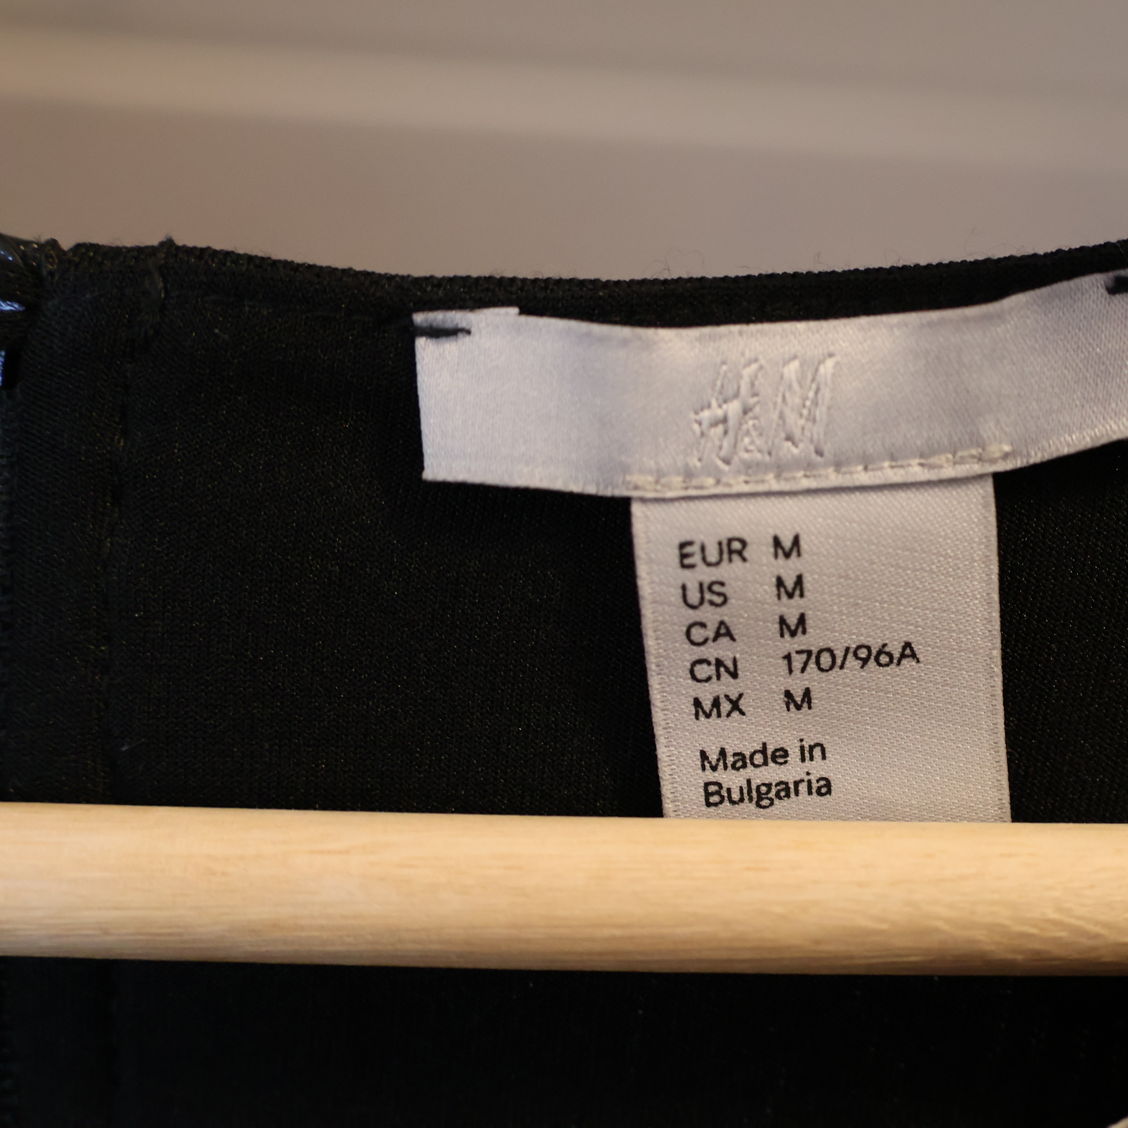 H&M
EUR M
US M
CA M
CN 170/96A
MX M
Made in
Bulgaria